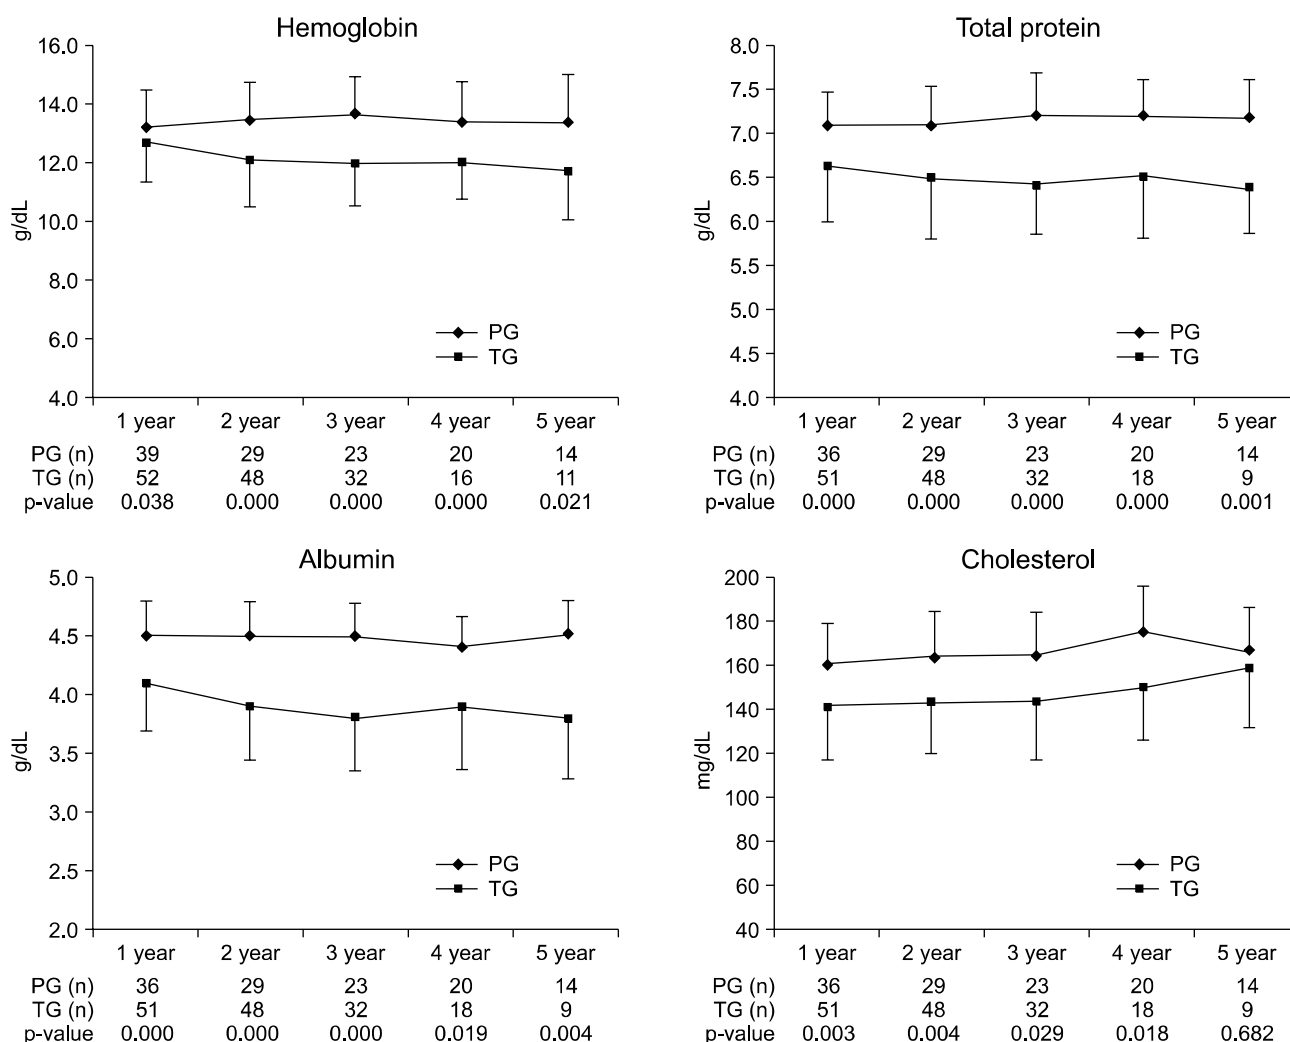 Hemoglobin
16.0
14.0
12.0
10.0
8.0
6.0
4.0
g/dL
PG
TG
1 year 2 year 3 year 4 year 5 year
PG (n) 39 29 23 20 14
TG (n) 52 48 32 16 11
p-value 0.038 0.000 0.000 0.000 0.021
Total protein
8.0
7.5
7.0
6.5
6.0
5.5
5.0
4.5
4.0
g/dL
PG
TG
1 year 2 year 3 year 4 year 5 year
PG (n) 36 29 23 20 14
TG (n) 51 48 32 18 9
p-value 0.000 0.000 0.000 0.000 0.001
Albumin
5.0
4.5
4.0
3.5
3.0
2.5
2.0
g/dL
PG
TG
1 year 2 year 3 year 4 year 5 year
PG (n) 36 29 23 20 14
TG (n) 51 48 32 18 9
p-value 0.000 0.000 0.000 0.019 0.004
Cholesterol
200
180
160
140
120
100
80
60
40
mg/dL
PG
TG
1 year 2 year 3 year 4 year 5 year
PG (n) 36 29 23 20 14
TG (n) 51 48 32 18 9
p-value 0.003 0.004 0.029 0.018 0.682